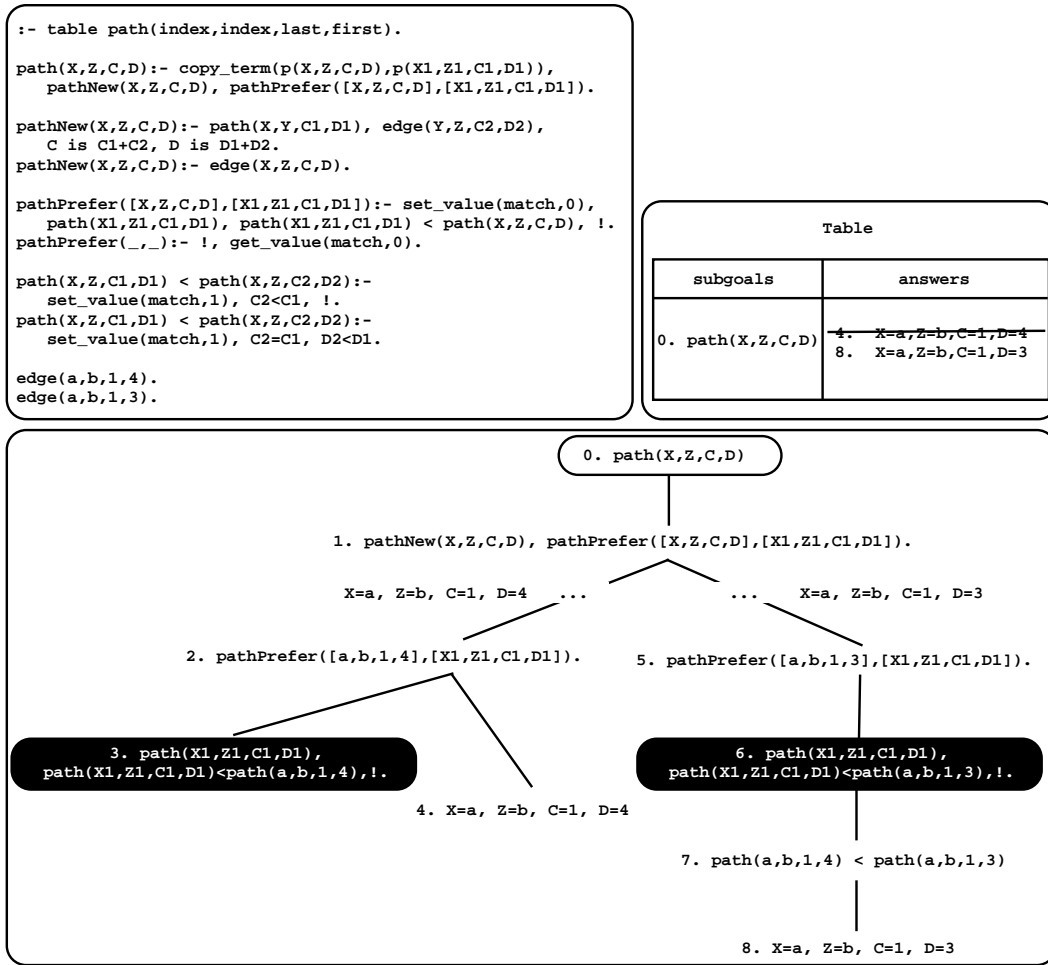 :- table path(index,index,last,first).
path(X,Z,C,D):- copy_term(p(X,Z,C,D),p(X1,Z1,C1,D1)),
pathNew(X,Z,C,D), pathPrefer([X,Z,C,D],[X1,Z1,C1,D1]).
pathNew(X,Z,C,D):- path(X,Y,C1,D1), edge(Y,Z,C2,D2),
C is C1+C2, D is D1+D2.
pathNew(X,Z,C,D):- edge(X,Z,C,D).
pathPrefer([X,Z,C,D],[X1,Z1,C1,D1]):- set_value(match,0),
path(X1,Z1,C1,D1), path(X1,Z1,C1,D1) < path(X,Z,C,D), !.
pathPrefer(_,_):- !, get_value(match,0).
path(X,Z,C1,D1) < path(X,Z,C2,D2):-
set_value(match,1), C2<C1, !.
path(X,Z,C1,D1) < path(X,Z,C2,D2):-
set_value(match,1), C2=C1, D2<D1.
edge(a,b,1,4).
edge(a,b,1,3).
Table
subgoals answers
0. path(X,Z,C,D)
4. X=a,Z=b,C=1,D=4
8. X=a,Z=b,C=1,D=3
0. path(X,Z,C,D)
1. pathNew(X,Z,C,D), pathPrefer([X,Z,C,D],[X1,Z1,C1,D1]).
X=a, Z=b, C=1, D=4 ... ... X=a, Z=b, C=1, D=3
2. pathPrefer([a,b,1,4],[X1,Z1,C1,D1]). 5. pathPrefer([a,b,1,3],[X1,Z1,C1,D1]).
3. path(X1,Z1,C1,D1),
path(X1,Z1,C1,D1)<path(a,b,1,4),!.
6. path(X1,Z1,C1,D1),
path(X1,Z1,C1,D1)<path(a,b,1,3),!.
4. X=a, Z=b, C=1, D=4
7. path(a,b,1,4) < path(a,b,1,3)
8. X=a, Z=b, C=1, D=3